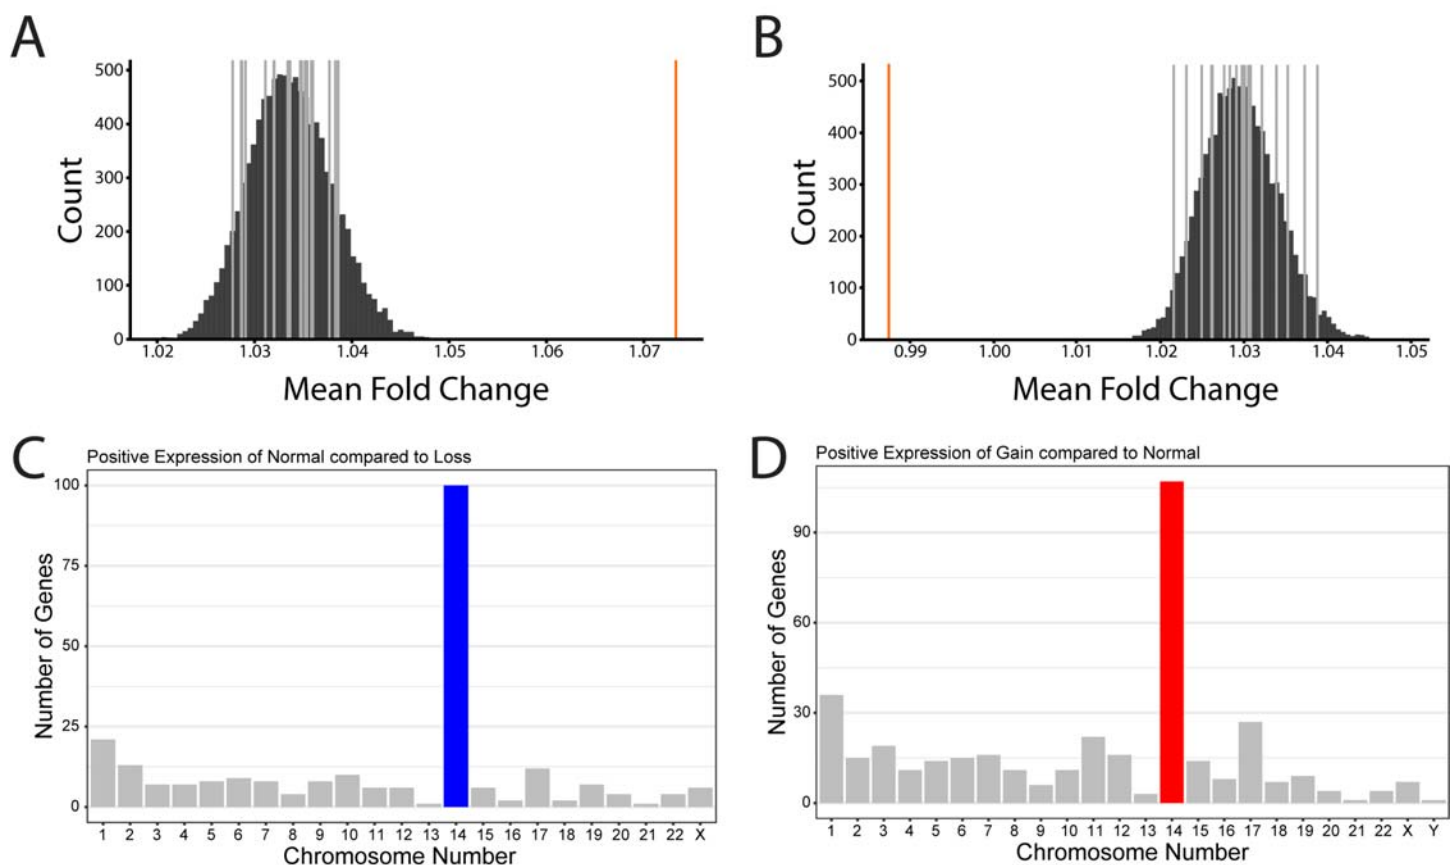 A
500
400
300
200
100
0
Count
1.02 1.03 1.04 1.05 1.06 1.07
Mean Fold Change
B
500
400
300
200
100
0
Count
0.99 1.00 1.01 1.02 1.03 1.04 1.05
Mean Fold Change
C
Positive Expression of Normal compared to Loss
100
75
50
25
0
Number of Genes
1 2 3 4 5 6 7 8 9 10 11 12 13 14 15 16 17 18 19 20 21 22 X
Chromosome Number
D
Positive Expression of Gain compared to Normal
90
60
30
0
Number of Genes
1 2 3 4 5 6 7 8 9 10 11 12 13 14 15 16 17 18 19 20 21 22 X Y
Chromosome Number